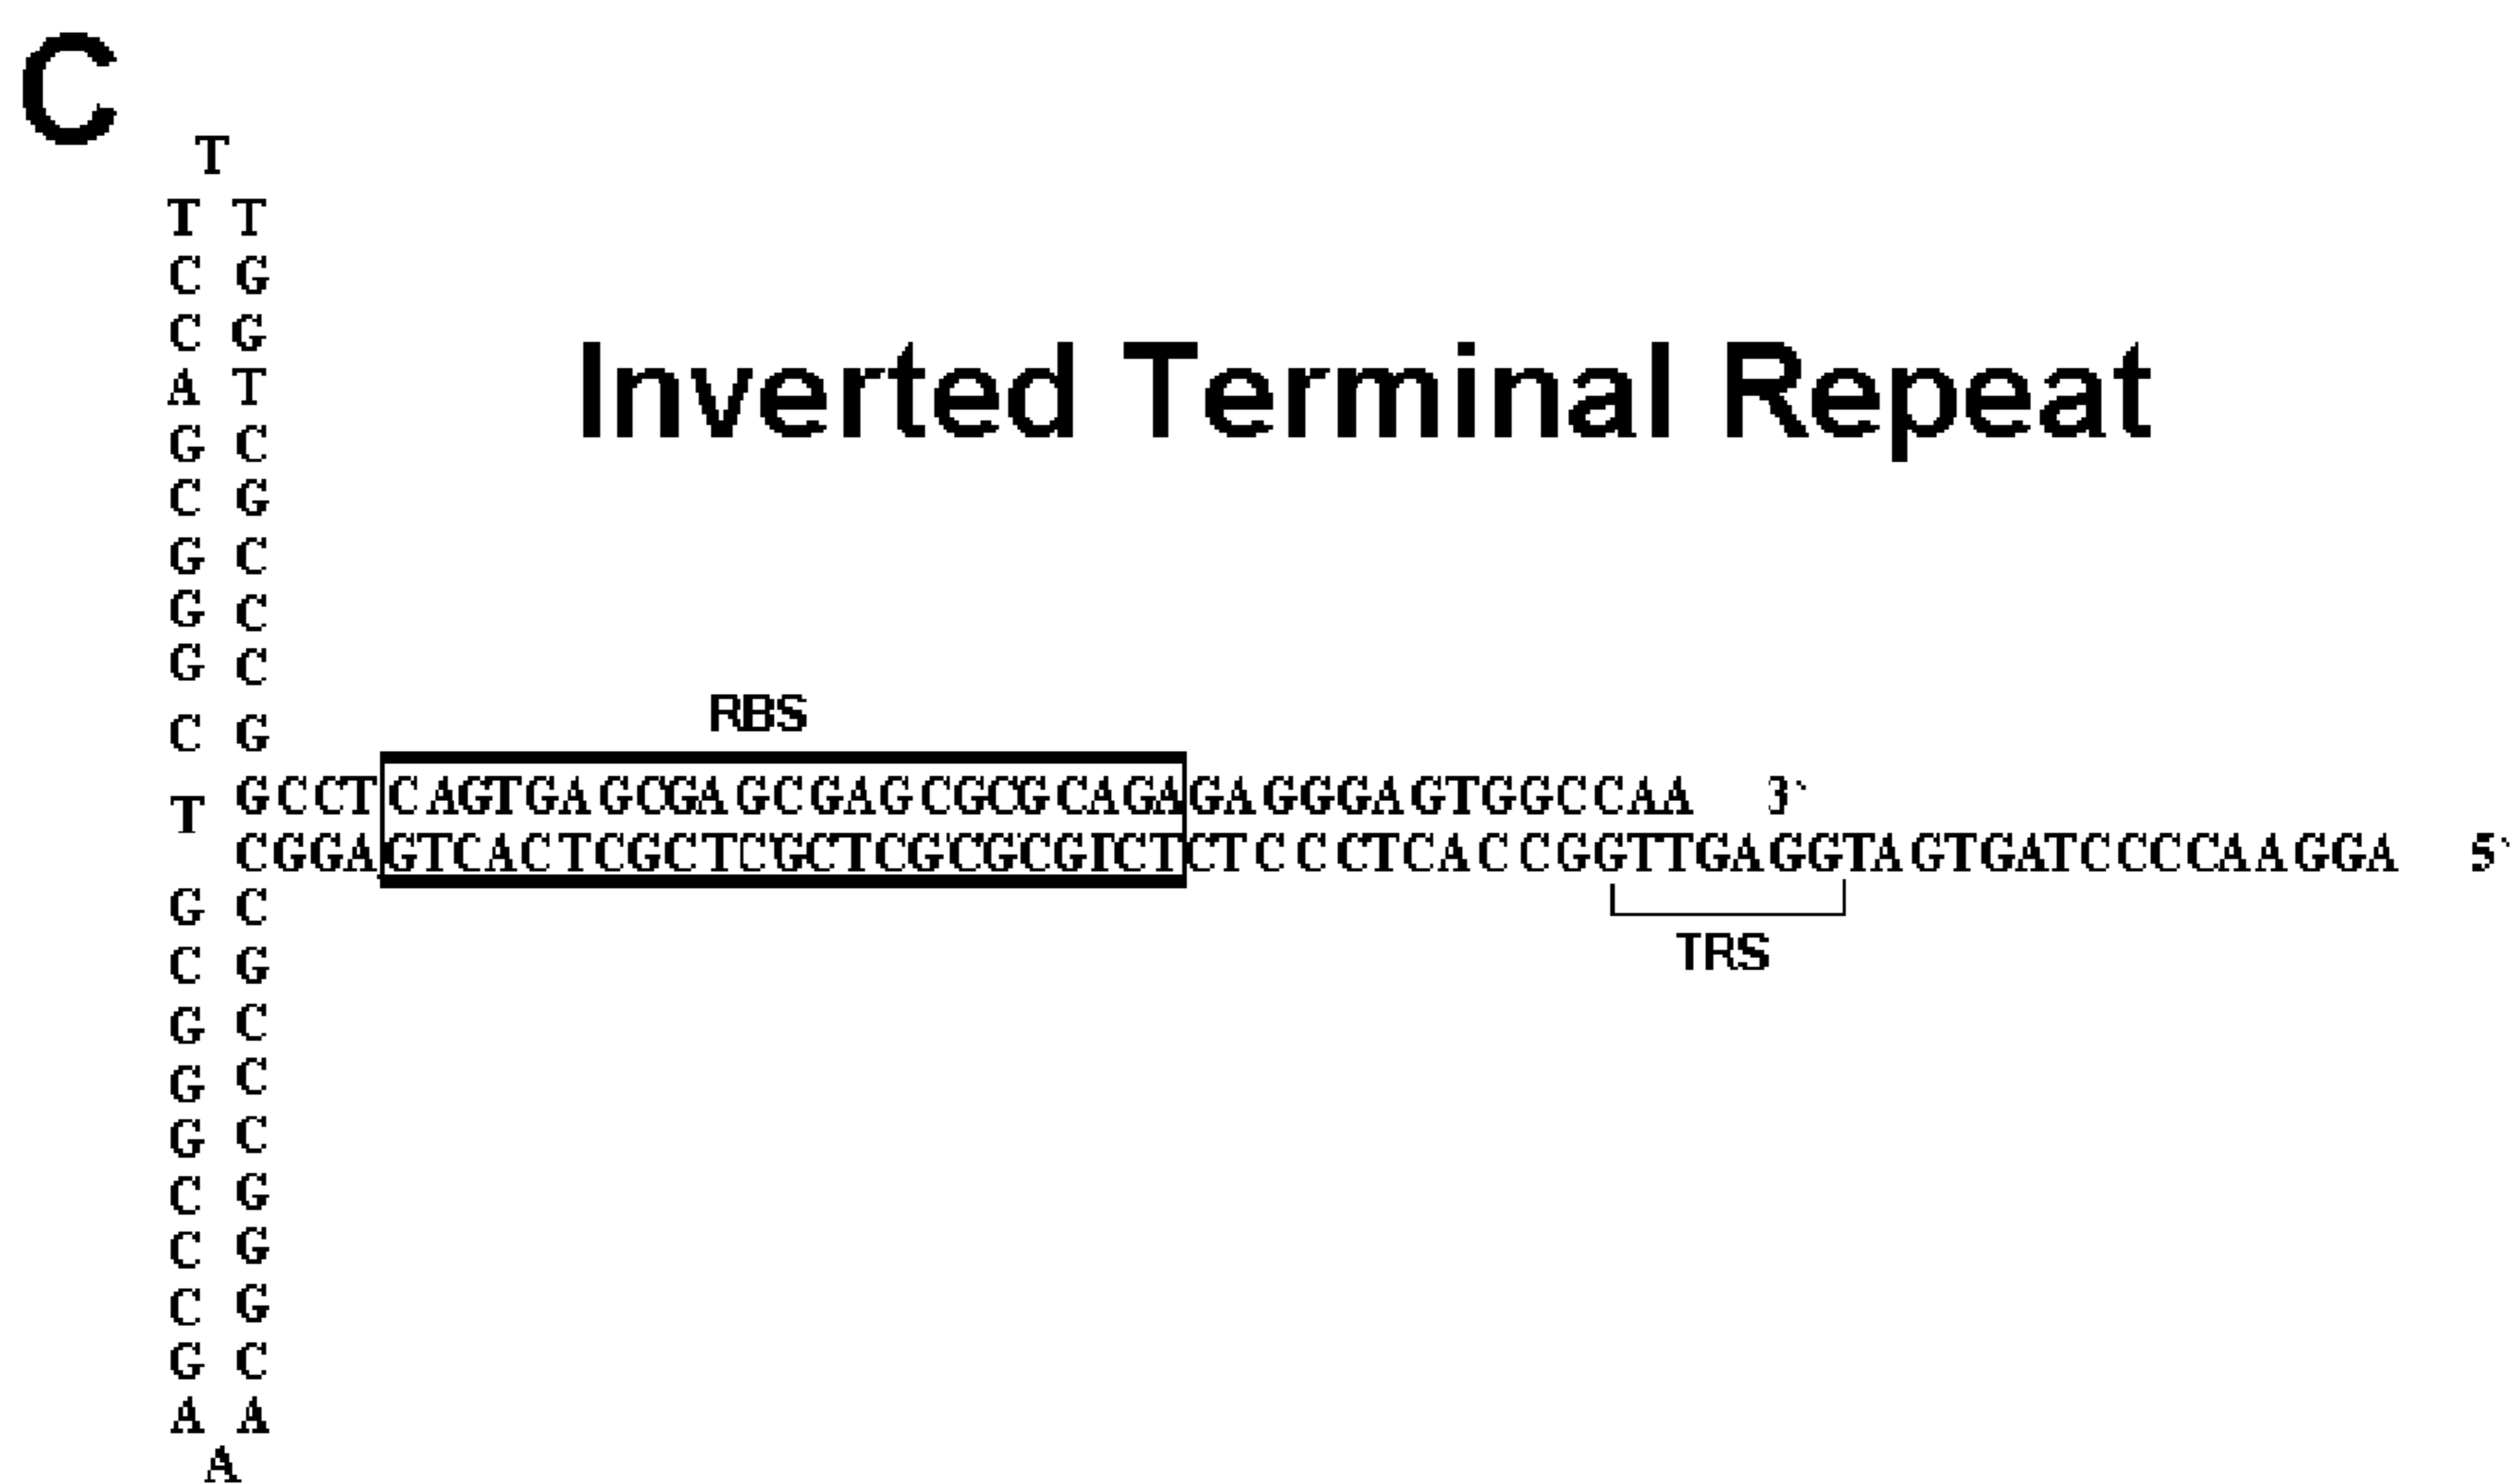 C
T
T T
C G
C G
A T
G C
C G
G C
G C
G C
C G
Inverted Terminal Repeat
RBS
GCCTCAGTGAGCGAGCGAGCGCGCAGAGAGGGAGTGGCCAA 3`
T
CGGAGTCACTCGCTCGCTCGCGCGTCTCTCCCTCACCGGTTGAGGTAGTGATCCCCAAGGA 5`
TRS
G C
C G
G C
G C
G C
C G
C G
C G
G C
A A
A